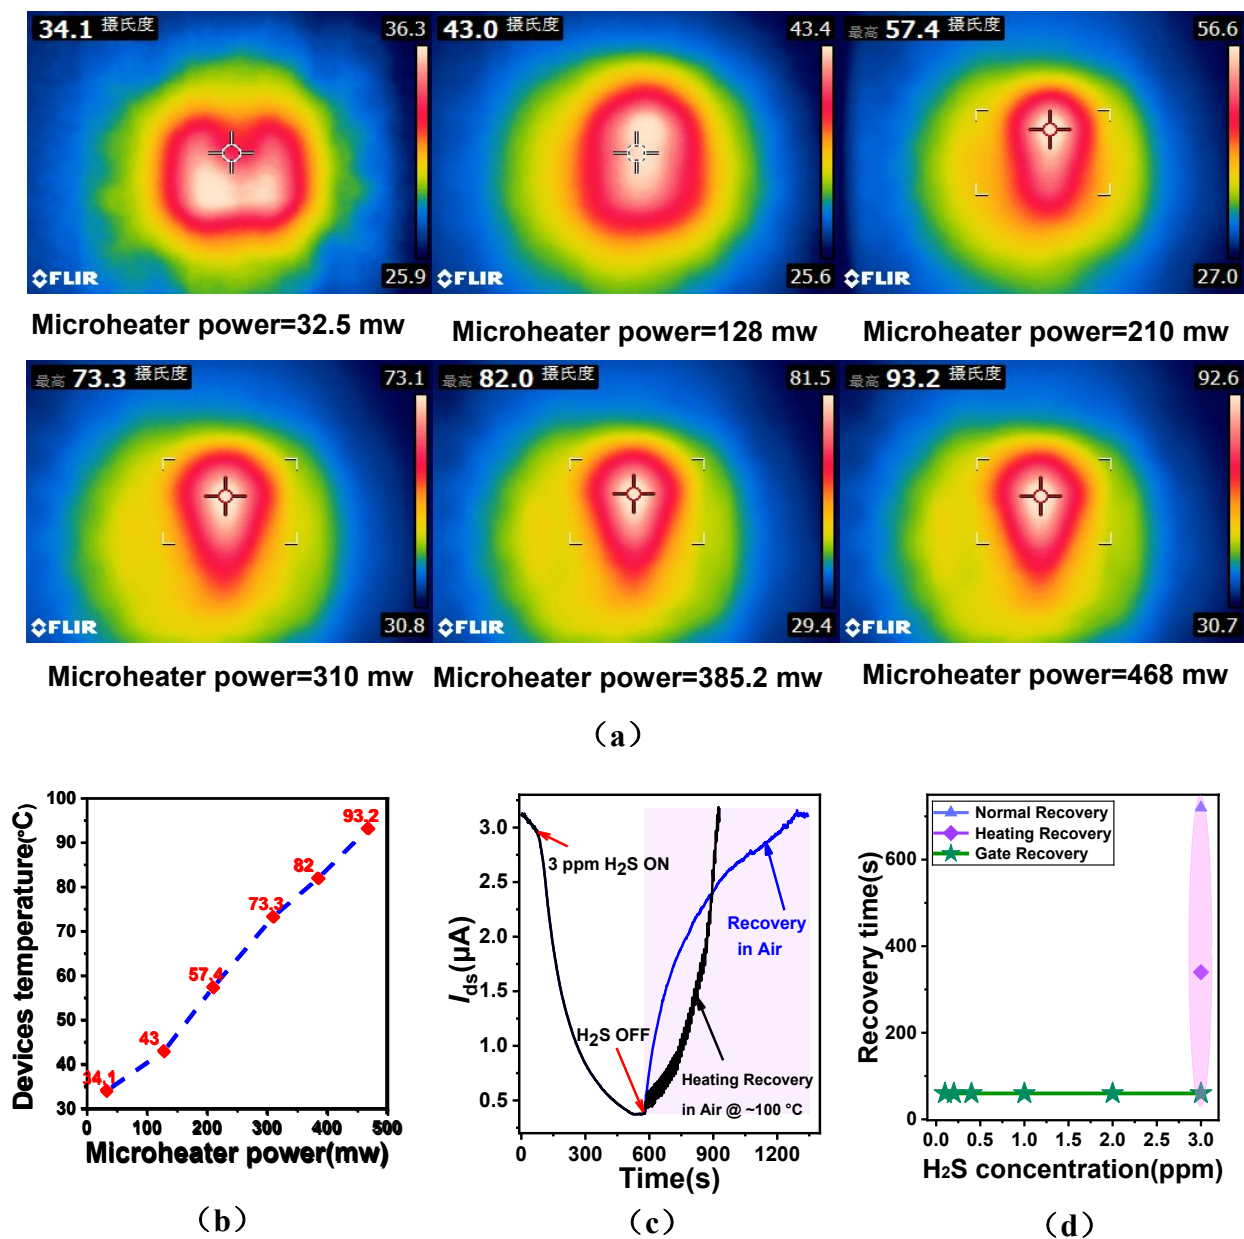 34.1 摄氏度 36.3
43.0 摄氏度 43.4
最高 57.4 摄氏度 56.6
FLIR 25.9
FLIR 25.6
FLIR 27.0
Microheater power=32.5 mw
Microheater power=128 mw
Microheater power=210 mw
最高 73.3 摄氏度 73.1
最高 82.0 摄氏度 81.5
最高 93.2 摄氏度 92.6
FLIR 30.8
FLIR 29.4
FLIR 30.7
Microheater power=310 mw
Microheater power=385.2 mw
Microheater power=468 mw
（a）
Devices temperature(°C)
100
90
80
70
60
50
40
30
34.1
43
57.4
73.3
82
93.2
0 100 200 300 400 500
Microheater power(mw)
（b）
Ids(μA)
3.0
2.5
2.0
1.5
1.0
0.5
3 ppm H2S ON
Recovery
in Air
H2S OFF
Heating Recovery
in Air @ ~100 °C
0 300 600 900 1200
Time(s)
（c）
Recovery time(s)
600
400
200
0
Normal Recovery
Heating Recovery
Gate Recovery
0.0 0.5 1.0 1.5 2.0 2.5 3.0
H2S concentration(ppm)
（d）